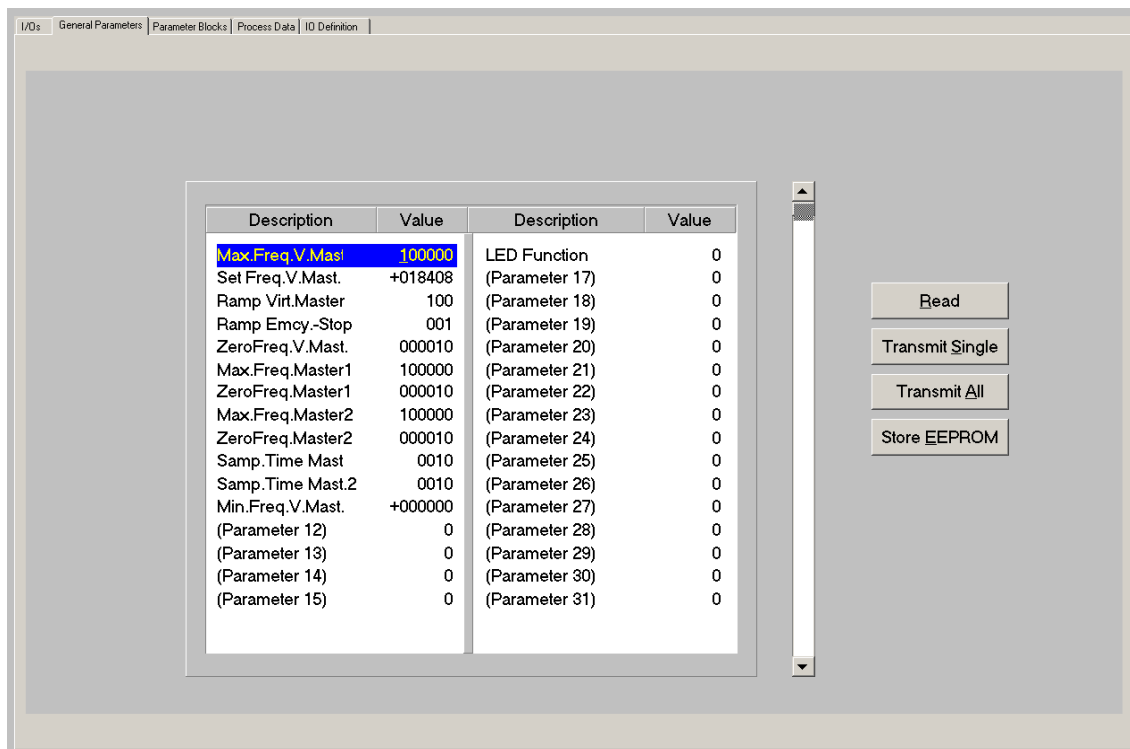 I/Os General Parameters Parameter Blocks Process Data IO Definition
Description Value Description Value
Max.Freq.V.Mast 100000 LED Function 0
Set Freq.V.Mast. +018408 (Parameter 17) 0
Ramp Virt.Master 100 (Parameter 18) 0
Ramp Emcy.-Stop 001 (Parameter 19) 0
ZeroFreq.V.Mast. 000010 (Parameter 20) 0
Max.Freq.Master1 100000 (Parameter 21) 0
ZeroFreq.Master1 000010 (Parameter 22) 0
Max.Freq.Master2 100000 (Parameter 23) 0
ZeroFreq.Master2 000010 (Parameter 24) 0
Samp.Time Mast 0010 (Parameter 25) 0
Samp.Time Mast.2 0010 (Parameter 26) 0
Min.Freq.V.Mast. +000000 (Parameter 27) 0
(Parameter 12) 0 (Parameter 28) 0
(Parameter 13) 0 (Parameter 29) 0
(Parameter 14) 0 (Parameter 30) 0
(Parameter 15) 0 (Parameter 31) 0
Read
Transmit Single
Transmit All
Store EEPROM